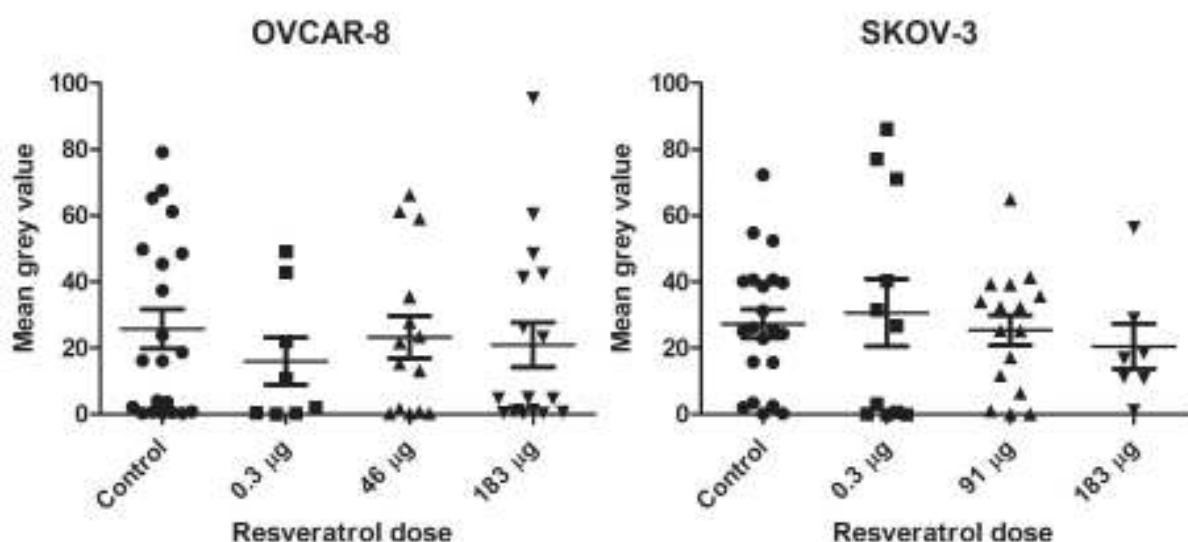 OVCAR-8
Mean grey value
100
80
60
40
20
0
Control
0.3 µg
46 µg
183 µg
Resveratrol dose
SKOV-3
Mean grey value
100
80
60
40
20
0
Control
0.3 µg
91 µg
183 µg
Resveratrol dose